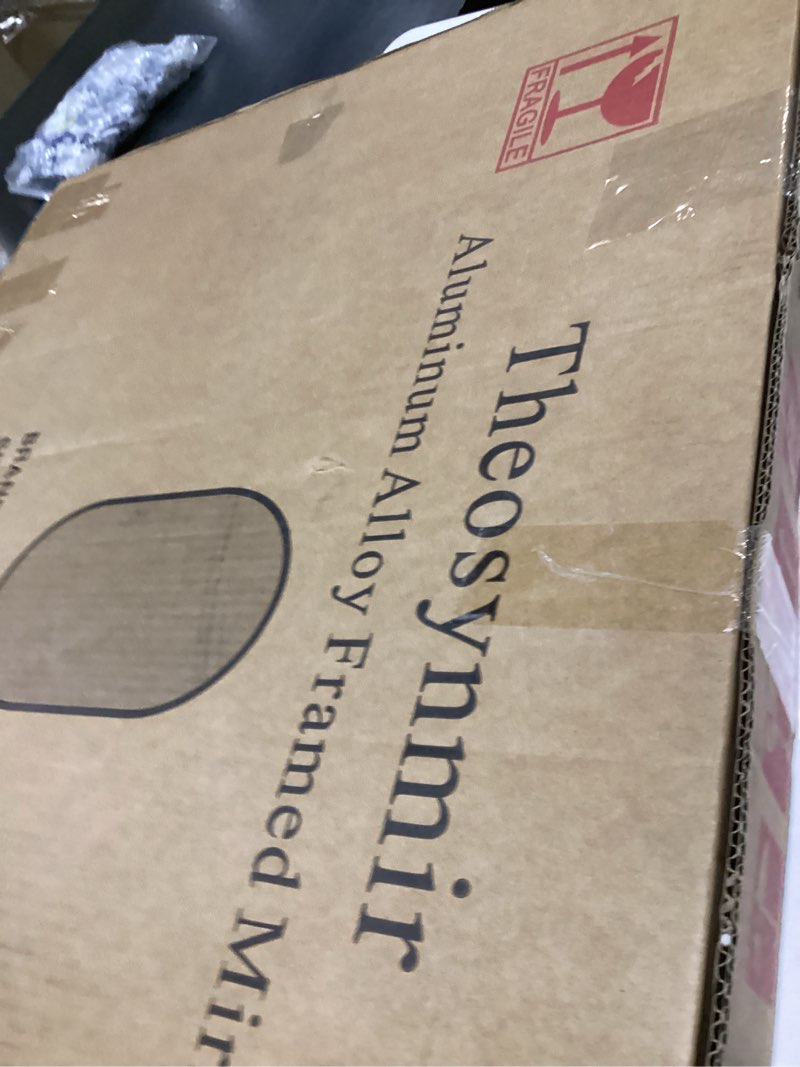 FRAGILE
Theosynmir
Aluminum Alloy Framed Mir